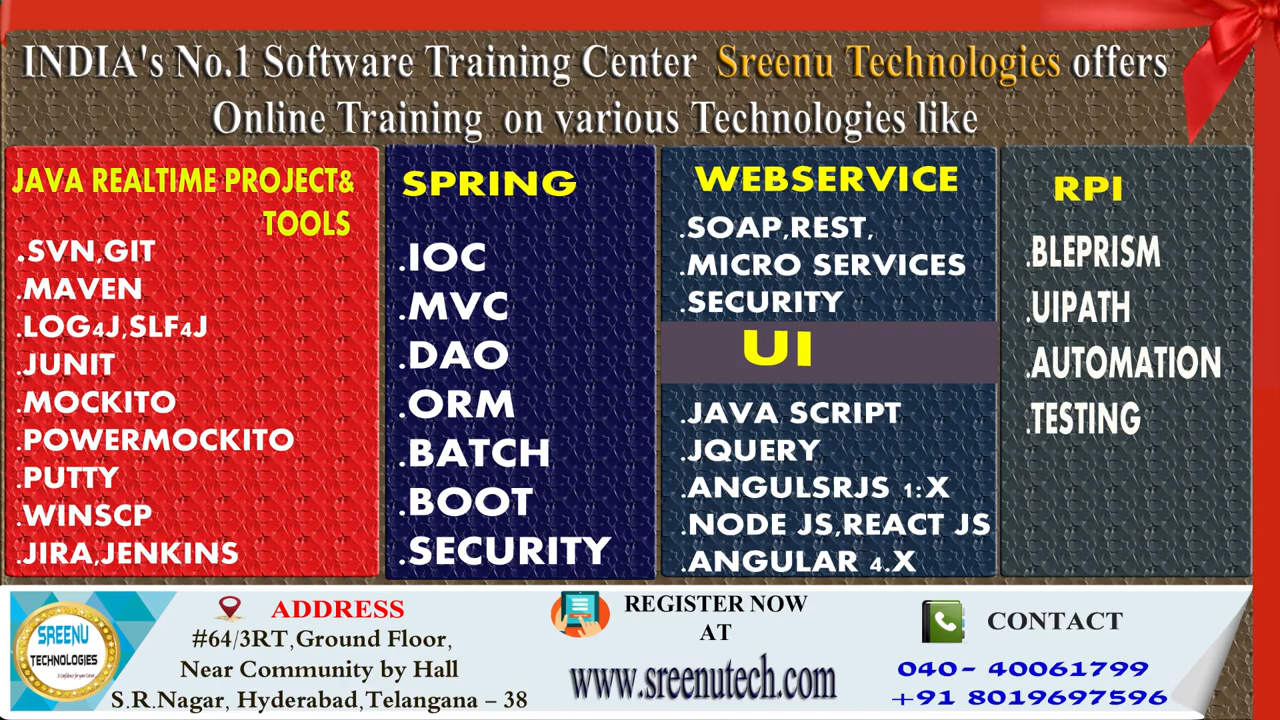 INDIA's No.1 Software Training Center Sreenu Technologies offers
Online Training on various Technologies like
JAVA REALTIME PROJECT&
TOOLS
.SVN,GIT
.MAVEN
.LOG4J,SLF4J
.JUNIT
.MOCKITO
.POWERMOCKITO
.PUTTY
.WINSCP
.JIRA,JENKINS
SPRING
.IOC
.MVC
.DAO
.ORM
.BATCH
.BOOT
.SECURITY
WEBSERVICE
.SOAP,REST,
.MICRO SERVICES
.SECURITY
UI
.JAVA SCRIPT
.JQUERY
.ANGULSRJS 1:X
.NODE JS,REACT JS
.ANGULAR 4.X
RPI
.BLEPRISM
.UIPATH
.AUTOMATION
.TESTING
SREENU
TECHNOLOGIES
ADDRESS
#64/3RT,Ground Floor,
Near Community by Hall
S.R.Nagar, Hyderabad,Telangana – 38
REGISTER NOW
AT
www.sreenutech.com
CONTACT
040- 40061799
+91 8019697596